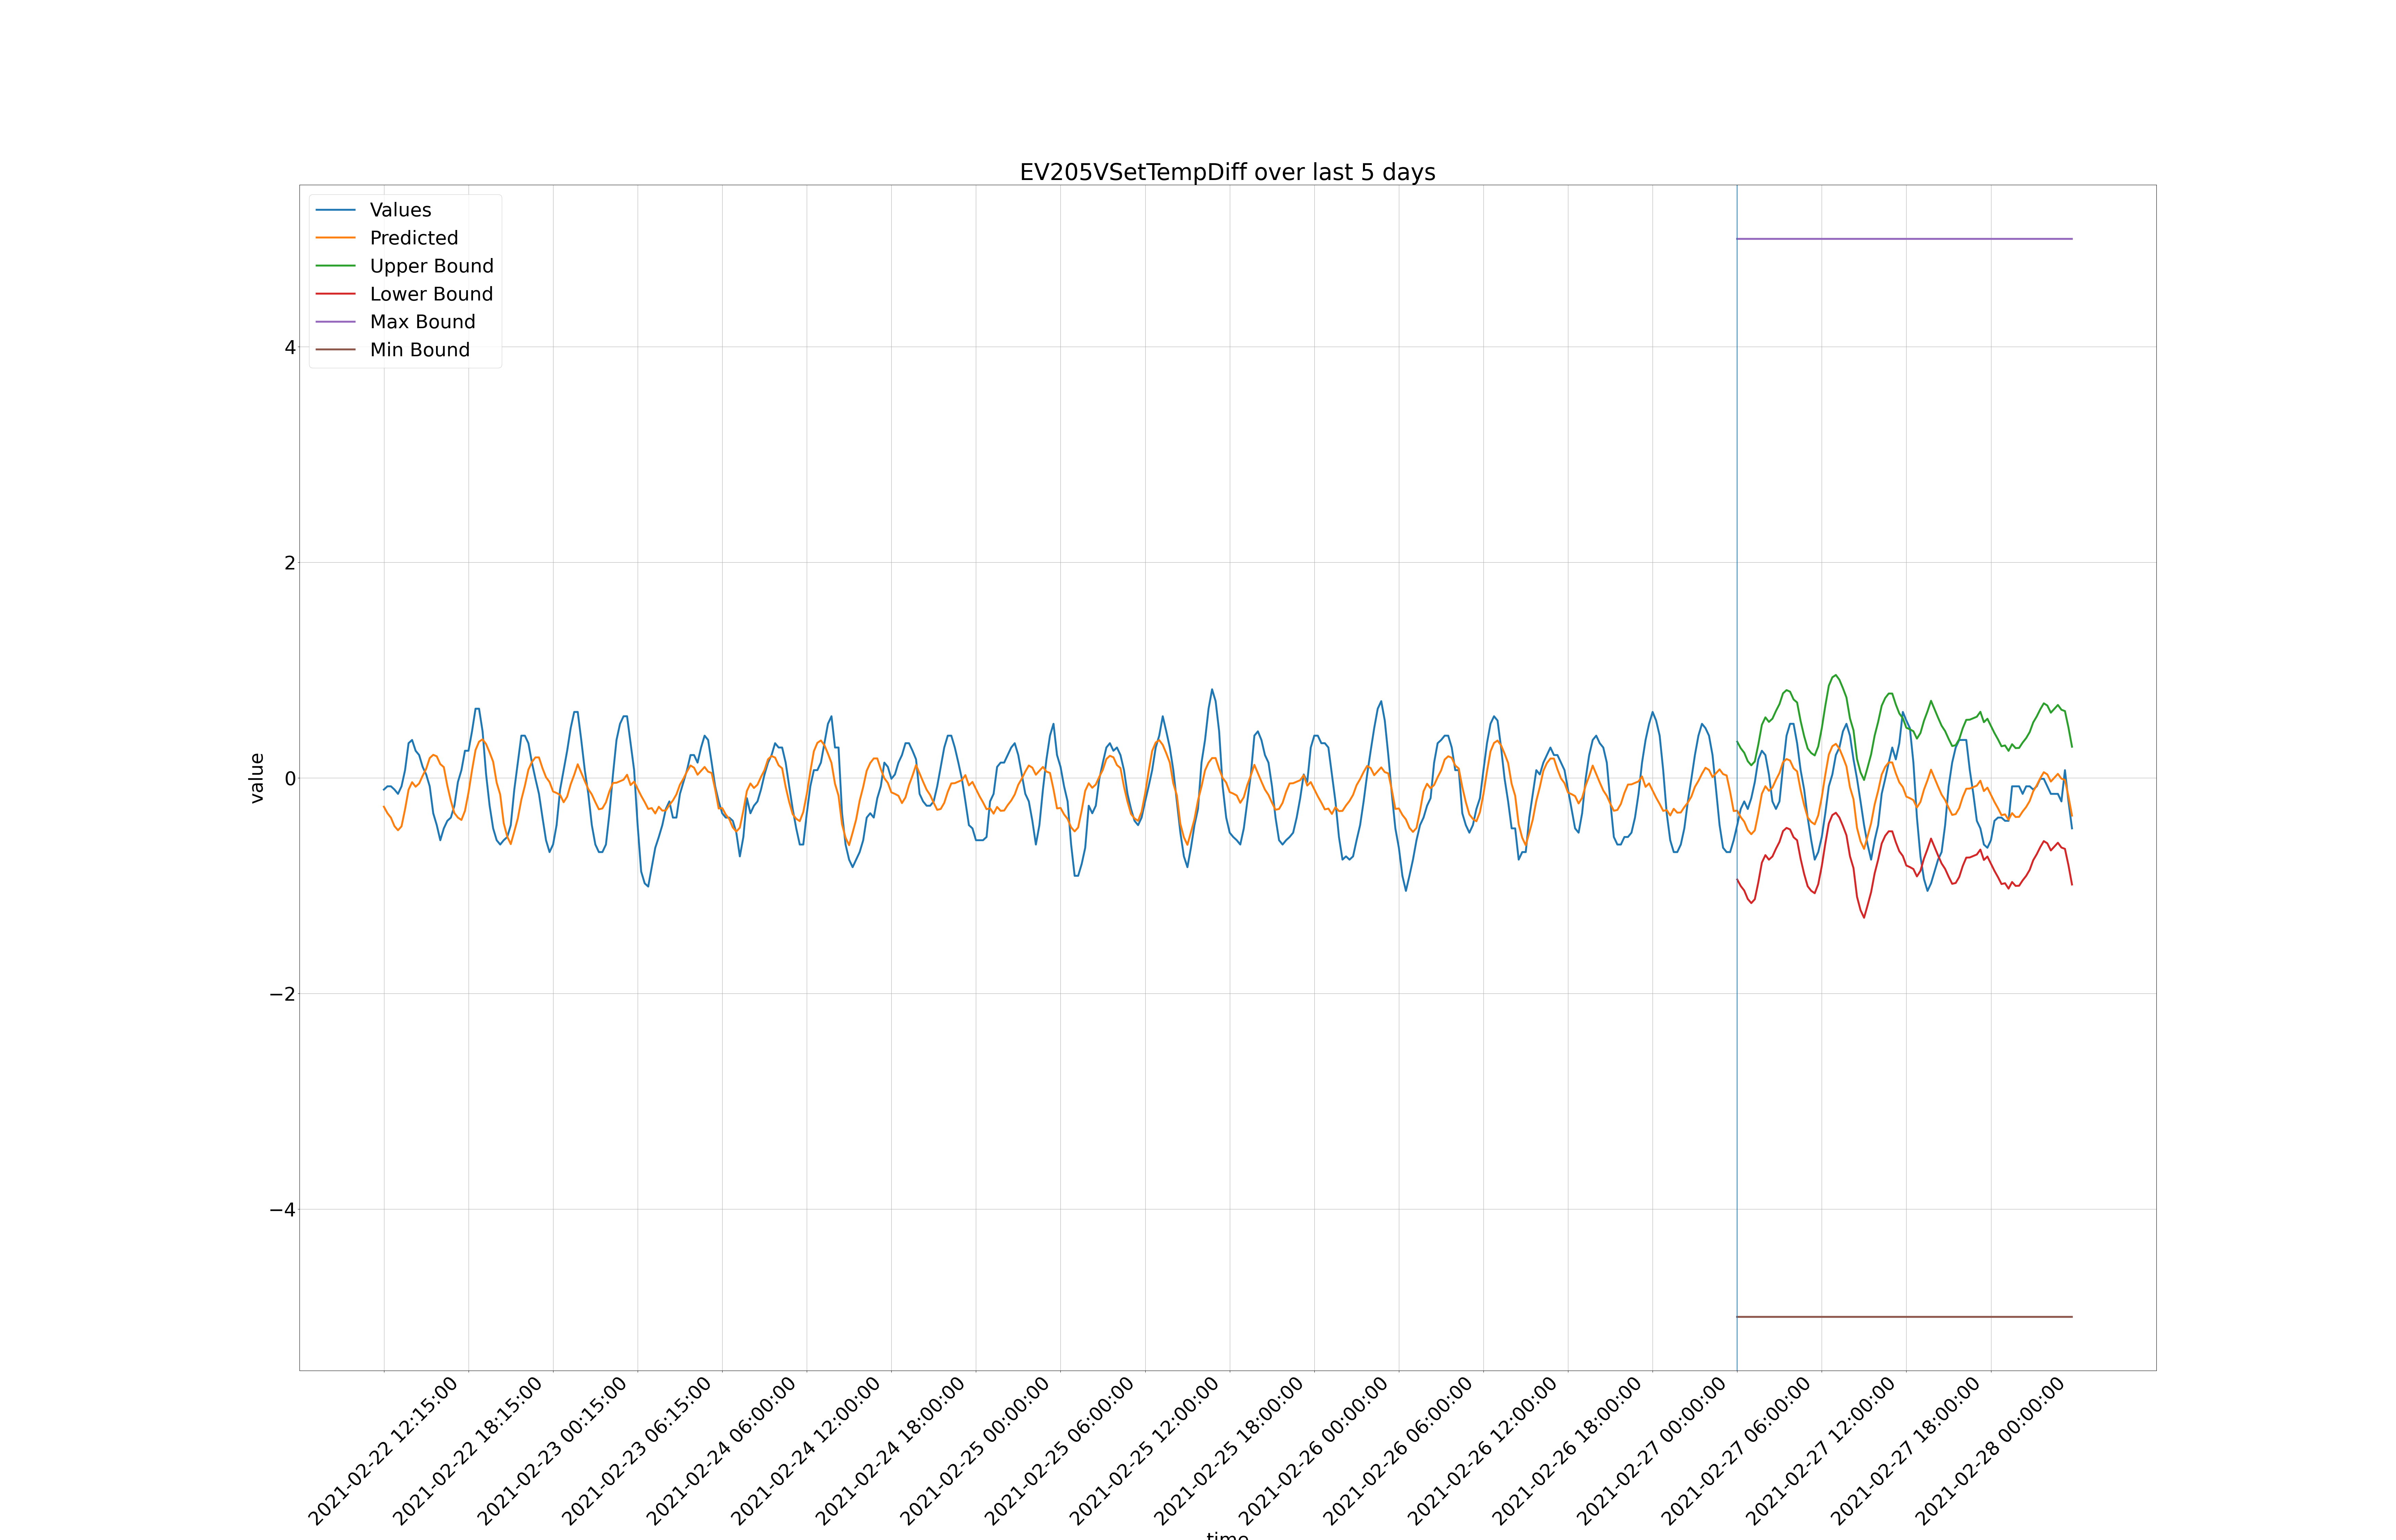 EV205VSetTempDiff over last 5 days
Values
Predicted
Upper Bound
Lower Bound
Max Bound
Min Bound
4
2
0
−2
−4
value
2021-02-22 12:15:00
2021-02-22 18:15:00
2021-02-23 00:15:00
2021-02-23 06:15:00
2021-02-24 06:00:00
2021-02-24 12:00:00
2021-02-24 18:00:00
2021-02-25 00:00:00
2021-02-25 06:00:00
2021-02-25 12:00:00
2021-02-25 18:00:00
2021-02-26 00:00:00
2021-02-26 06:00:00
2021-02-26 12:00:00
2021-02-26 18:00:00
2021-02-27 00:00:00
2021-02-27 06:00:00
2021-02-27 12:00:00
2021-02-27 18:00:00
2021-02-28 00:00:00
time